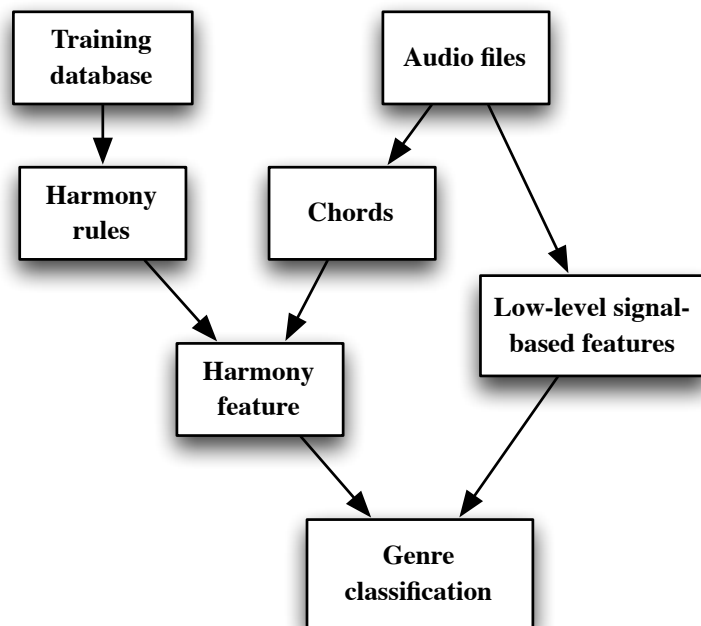 Training
database
Audio files
Harmony
rules
Chords
Low-level signal-
based features
Harmony
feature
Genre
classification